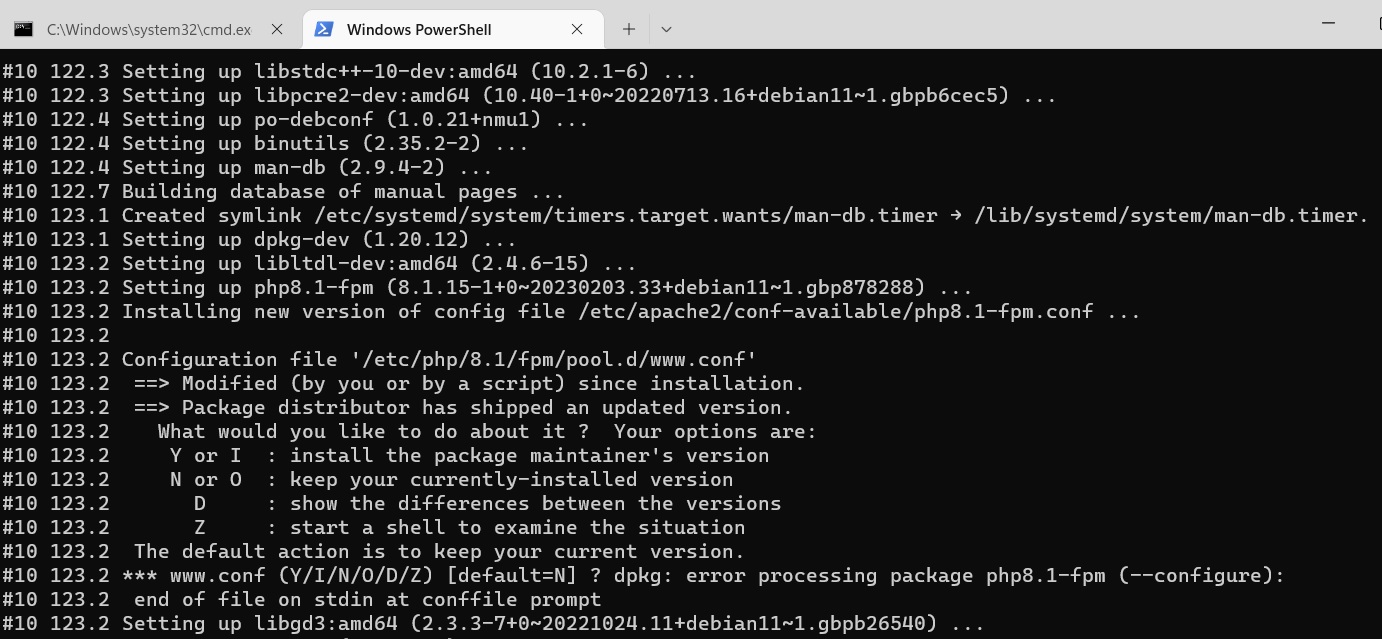 C:\Windows\system32\cmd.ex
Windows PowerShell
#10 122.3 Setting up libstdc++-10-dev:amd64 (10.2.1-6) ...
#10 122.3 Setting up libpcre2-dev:amd64 (10.40-1+0~20220713.16+debian11~1.gbpb6cec5) ...
#10 122.4 Setting up po-debconf (1.0.21+nmu1) ...
#10 122.4 Setting up binutils (2.35.2-2) ...
#10 122.4 Setting up man-db (2.9.4-2) ...
#10 122.7 Building database of manual pages ...
#10 123.1 Created symlink /etc/systemd/system/timers.target.wants/man-db.timer → /lib/systemd/system/man-db.timer.
#10 123.1 Setting up dpkg-dev (1.20.12) ...
#10 123.2 Setting up libltdl-dev:amd64 (2.4.6-15) ...
#10 123.2 Setting up php8.1-fpm (8.1.15-1+0~20230203.33+debian11~1.gbp878288) ...
#10 123.2 Installing new version of config file /etc/apache2/conf-available/php8.1-fpm.conf ...
#10 123.2
#10 123.2 Configuration file '/etc/php/8.1/fpm/pool.d/www.conf'
#10 123.2  ==> Modified (by you or by a script) since installation.
#10 123.2  ==> Package distributor has shipped an updated version.
#10 123.2    What would you like to do about it ?  Your options are:
#10 123.2     Y or I  : install the package maintainer's version
#10 123.2     N or O  : keep your currently-installed version
#10 123.2       D     : show the differences between the versions
#10 123.2       Z     : start a shell to examine the situation
#10 123.2  The default action is to keep your current version.
#10 123.2 *** www.conf (Y/I/N/O/D/Z) [default=N] ? dpkg: error processing package php8.1-fpm (--configure):
#10 123.2  end of file on stdin at conffile prompt
#10 123.2 Setting up libgd3:amd64 (2.3.3-7+0~20221024.11+debian11~1.gbpb26540) ...